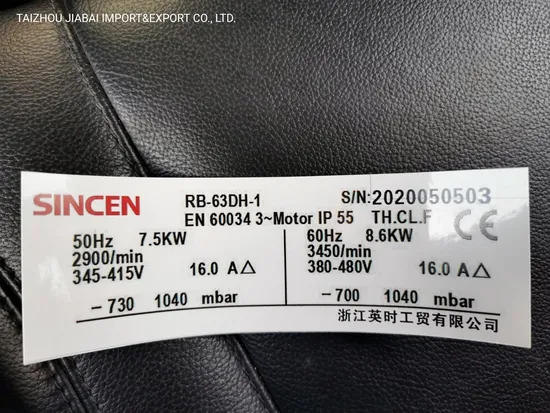 TAIZHOU JIABAI IMPORT&EXPORT CO., LTD.
SINCEN RB-63DH-1 S/N:2020050503
EN 60034 3~Motor IP 55 TH.CL.F CE
50Hz 7.5KW 60Hz 8.6KW
2900/min 3450/min
345-415V 16.0 A△ 380-480V 16.0 A△
-730 1040 mbar -700 1040 mbar
浙江英时工贸有限公司